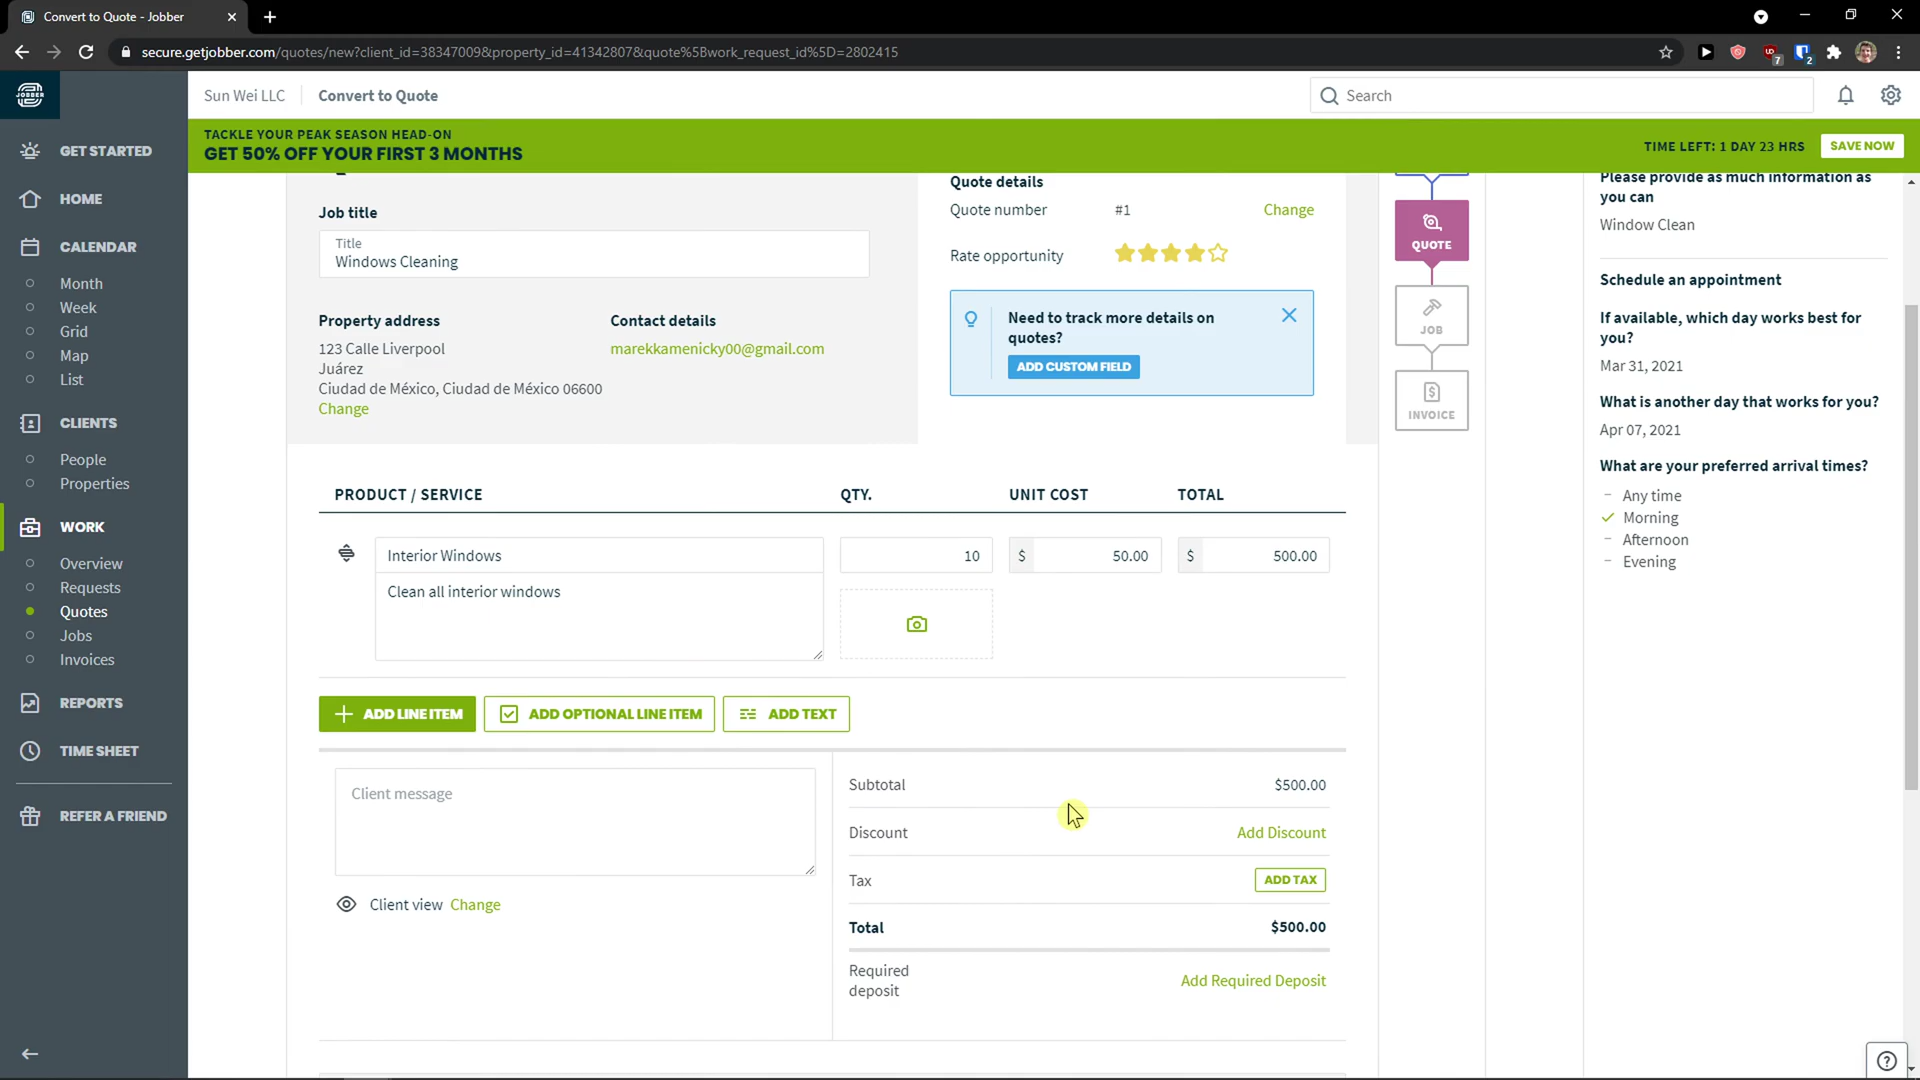 Convert to Quote - Jobber
secure.getjobber.com/quotes/new?client_id=38347009&property_id=41342807&quote%5Bwork_request_id%5D=2802415
7
2
JOBBER
Sun Wei LLC
Convert to Quote
Search
TACKLE YOUR PEAK SEASON HEAD-ON
GET 50% OFF YOUR FIRST 3 MONTHS
TIME LEFT: 1 DAY 23 HRS
SAVE NOW
GET STARTED
HOME
CALENDAR
Month
Week
Grid
Map
List
CLIENTS
People
Properties
WORK
Overview
Requests
Quotes
Jobs
Invoices
REPORTS
TIME SHEET
REFER A FRIEND
Job title
Title
Windows Cleaning
Property address
123 Calle Liverpool
Juárez
Ciudad de México, Ciudad de México 06600
Change
Contact details
marekkamenicky00@gmail.com
Quote details
Quote number #1 Change
Rate opportunity
Need to track more details on
quotes?
ADD CUSTOM FIELD
QUOTE
JOB
INVOICE
PRODUCT / SERVICE QTY. UNIT COST TOTAL
Interior Windows 10 $ 50.00 $ 500.00
Clean all interior windows
ADD LINE ITEM
ADD OPTIONAL LINE ITEM
ADD TEXT
Client message
Client view Change
Subtotal $500.00
Discount Add Discount
Tax ADD TAX
Total $500.00
Required
deposit
Add Required Deposit
Please provide as much information as
you can
Window Clean
Schedule an appointment
If available, which day works best for
you?
Mar 31, 2021
What is another day that works for you?
Apr 07, 2021
What are your preferred arrival times?
Any time
Morning
Afternoon
Evening